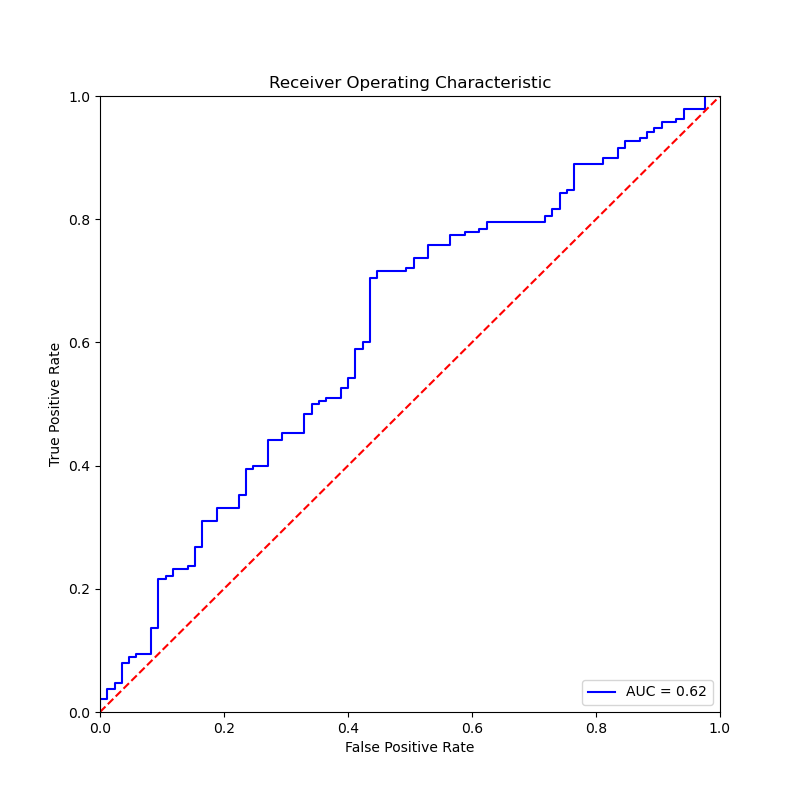 Receiver Operating Characteristic
True Positive Rate
1.0
0.8
0.6
0.4
0.2
0.0
AUC = 0.62
0.0 0.2 0.4 0.6 0.8 1.0
False Positive Rate